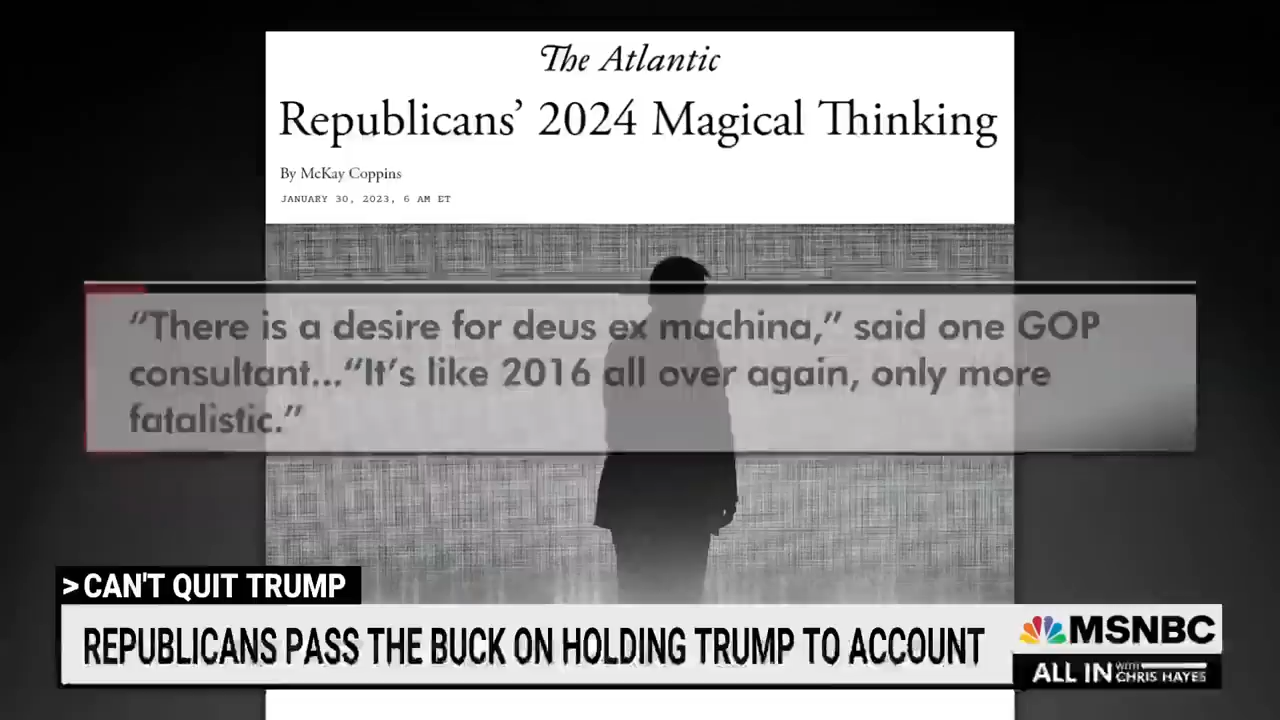 The Atlantic
Republicans’ 2024 Magical Thinking
By McKay Coppins
JANUARY 30, 2023, 6 AM ET
“There is a desire for deus ex machina,” said one GOP
consultant...“It’s like 2016 all over again, only more
fatalistic.”
>CAN'T QUIT TRUMP
REPUBLICANS PASS THE BUCK ON HOLDING TRUMP TO ACCOUNT
MSNBC
ALL IN WITH CHRIS HAYES